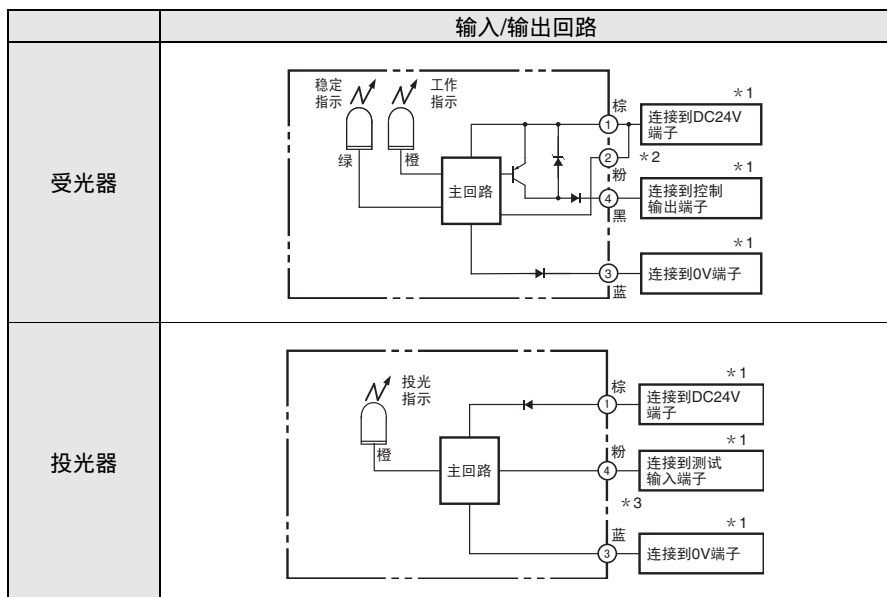 输入/输出回路
受光器
稳定
指示
工作
指示
绿
橙
主回路
棕
1
2
粉
4
黑
3
蓝
*2
*1
连接到DC24V
端子
*1
连接到控制
输出端子
*1
连接到0V端子
投光器
投光
指示
橙
主回路
棕
1
粉
4
*3
蓝
3
*1
连接到DC24V
端子
*1
连接到测试
输入端子
*1
连接到0V端子